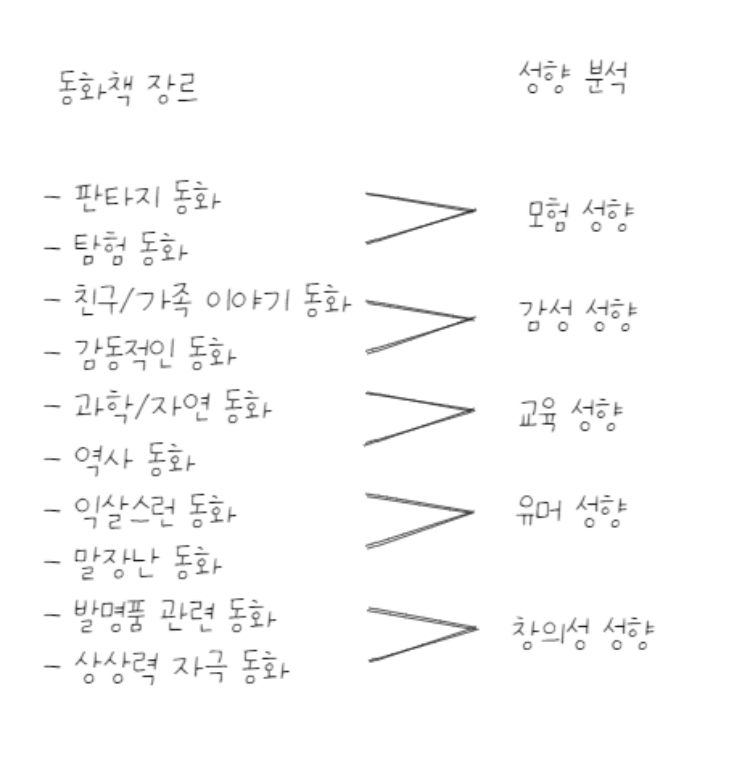 동화책 장르
성향 분석
- 판타지 동화
- 탐험 동화
모험 성향
- 친구/가족 이야기 동화
- 감동적인 동화
감성 성향
- 과학/자연 동화
- 역사 동화
교육 성향
- 익살스런 동화
- 말장난 동화
유머 성향
- 발명품 관련 동화
- 상상력 자극 동화
창의성 성향